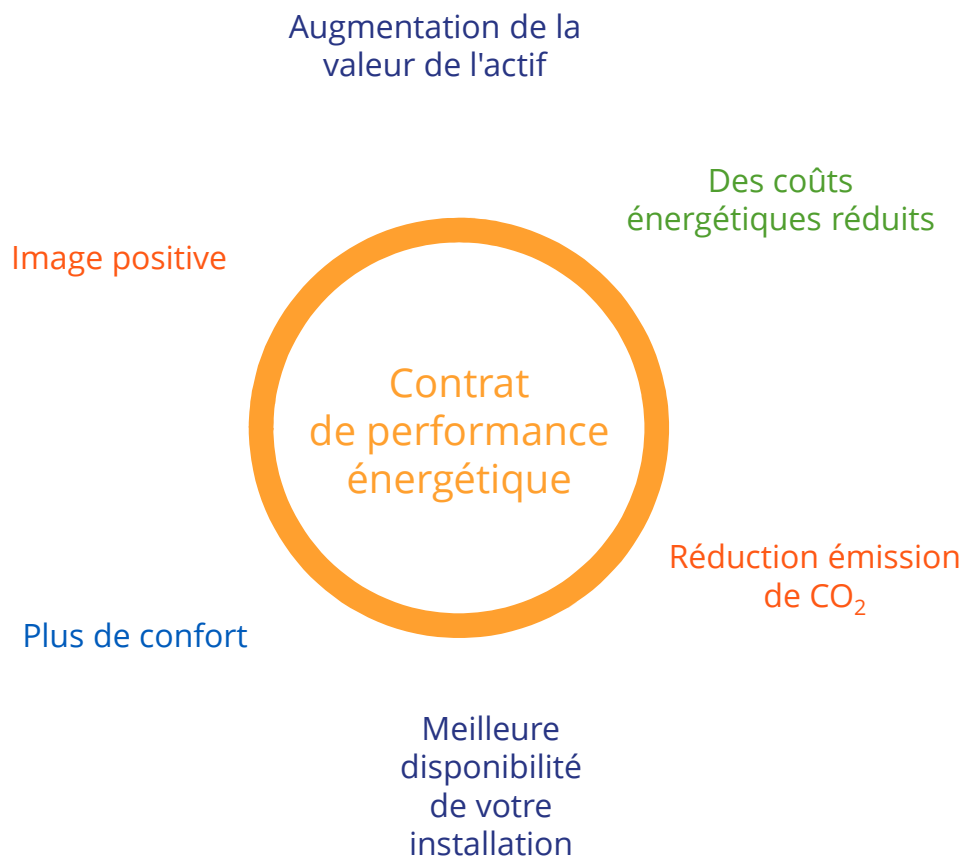 Augmentation de la
valeur de l'actif
Des coûts
énergétiques réduits
Image positive
Contrat
de performance
énergétique
Réduction émission
de CO₂
Plus de confort
Meilleure
disponibilité
de votre
installation